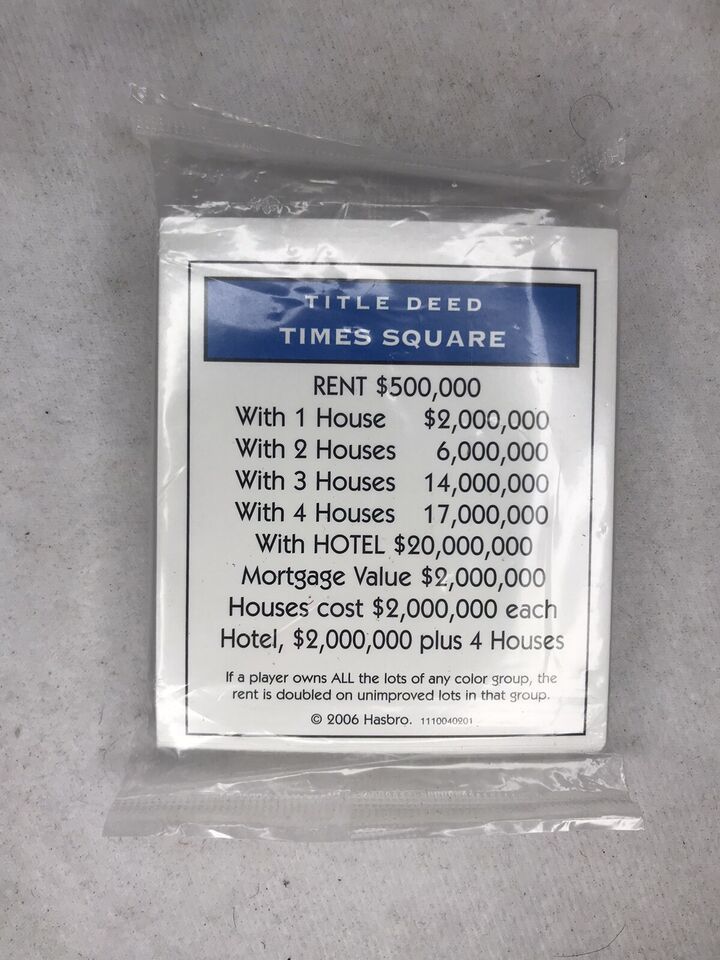 TITLE DEED
TIMES SQUARE
RENT $500,000
With 1 House $2,000,000
With 2 Houses 6,000,000
With 3 Houses 14,000,000
With 4 Houses 17,000,000
With HOTEL $20,000,000
Mortgage Value $2,000,000
Houses cost $2,000,000 each
Hotel, $2,000,000 plus 4 Houses
If a player owns ALL the lots of any color group, the
rent is doubled on unimproved lots in that group.
© 2006 Hasbro. 1110040201